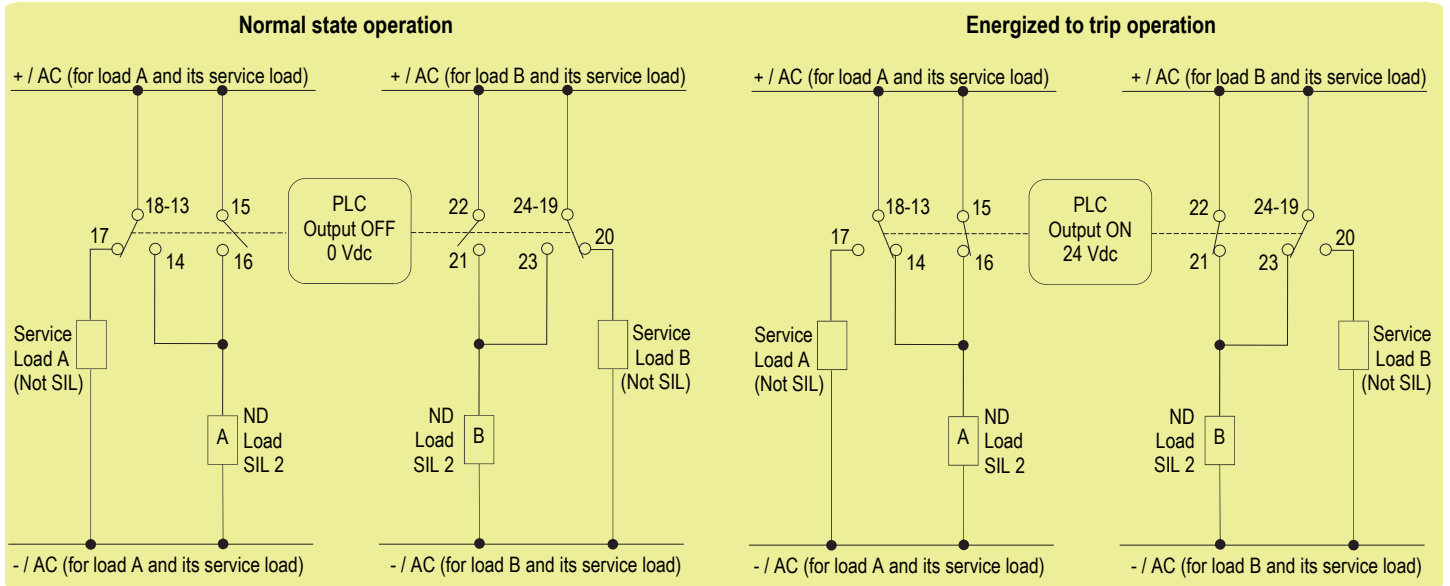 Normal state operation
+ / AC (for load A and its service load)
+ / AC (for load B and its service load)
18-13
15
PLC
Output OFF
0 Vdc
22
24-19
17
14
16
21
23
20
Service
Load A
(Not SIL)
Service
Load B
(Not SIL)
A
ND
Load
SIL 2
ND
Load
SIL 2
B
- / AC (for load A and its service load)
- / AC (for load B and its service load)
Energized to trip operation
+ / AC (for load A and its service load)
+ / AC (for load B and its service load)
18-13
15
PLC
Output ON
24 Vdc
22
24-19
17
14
16
21
23
20
Service
Load A
(Not SIL)
Service
Load B
(Not SIL)
A
ND
Load
SIL 2
ND
Load
SIL 2
B
- / AC (for load A and its service load)
- / AC (for load B and its service load)